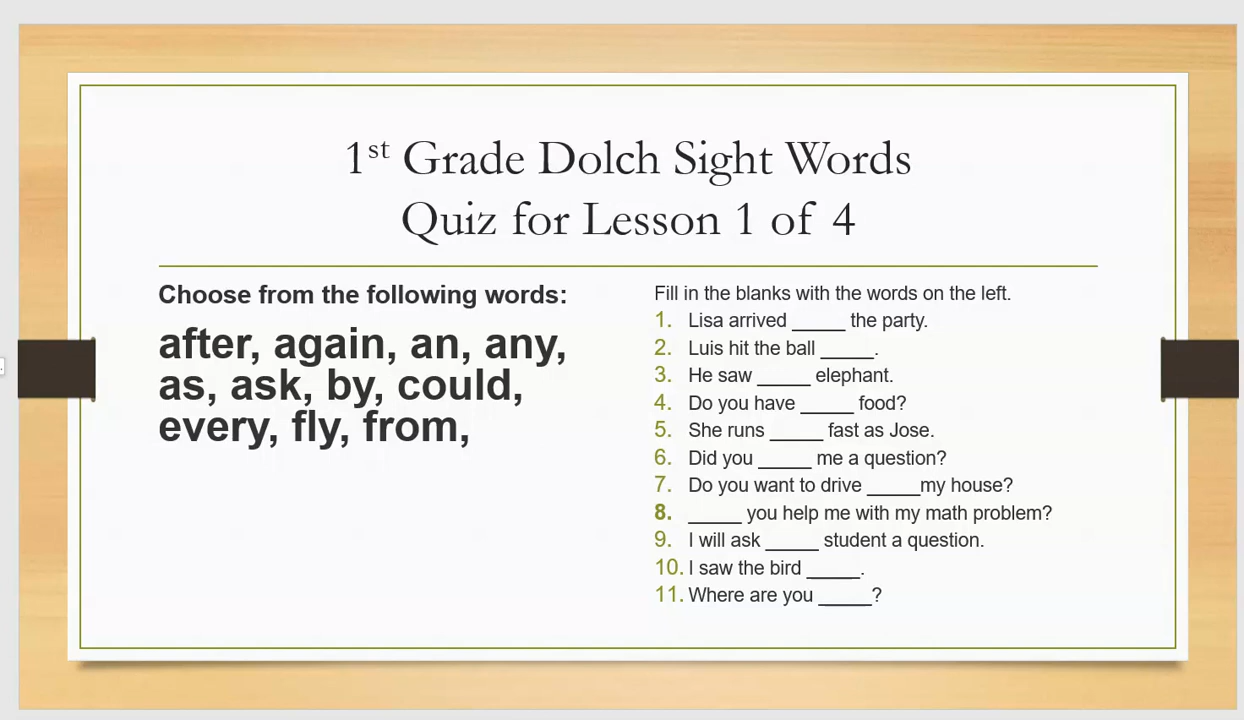 1st Grade Dolch Sight Words
Quiz for Lesson 1 of 4
Choose from the following words:
after, again, an, any,
as, ask, by, could,
every, fly, from,
Fill in the blanks with the words on the left.
1. Lisa arrived _____ the party.
2. Luis hit the ball _____.
3. He saw _____ elephant.
4. Do you have _____ food?
5. She runs _____ fast as Jose.
6. Did you _____ me a question?
7. Do you want to drive _____my house?
8. _____ you help me with my math problem?
9. I will ask _____ student a question.
10. I saw the bird _____.
11. Where are you _____?